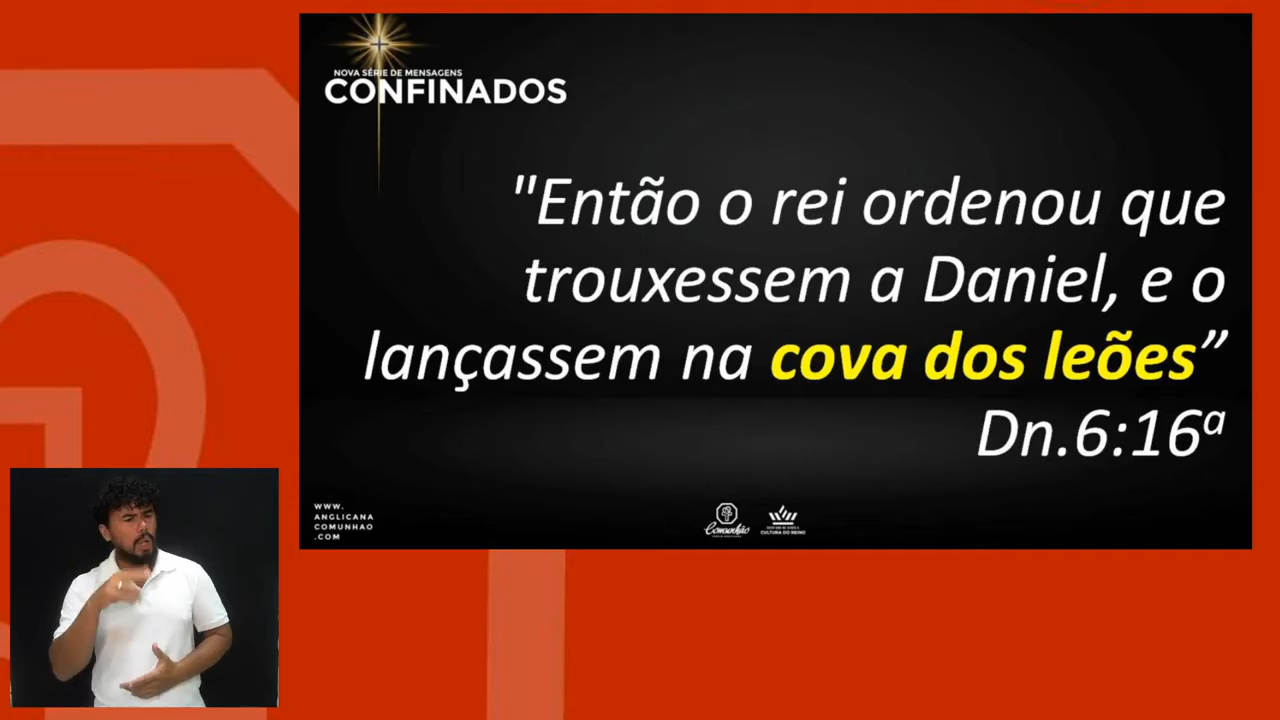 NOVA SÉRIE DE MENSAGENS
CONFINADOS
"Então o rei ordenou que
trouxessem a Daniel, e o
lançassem na cova dos leões”
Dn.6:16ª
WWW.
ANGLICANA
COMUNHAO
.COM
Comunhão
CULTURA DO REINO